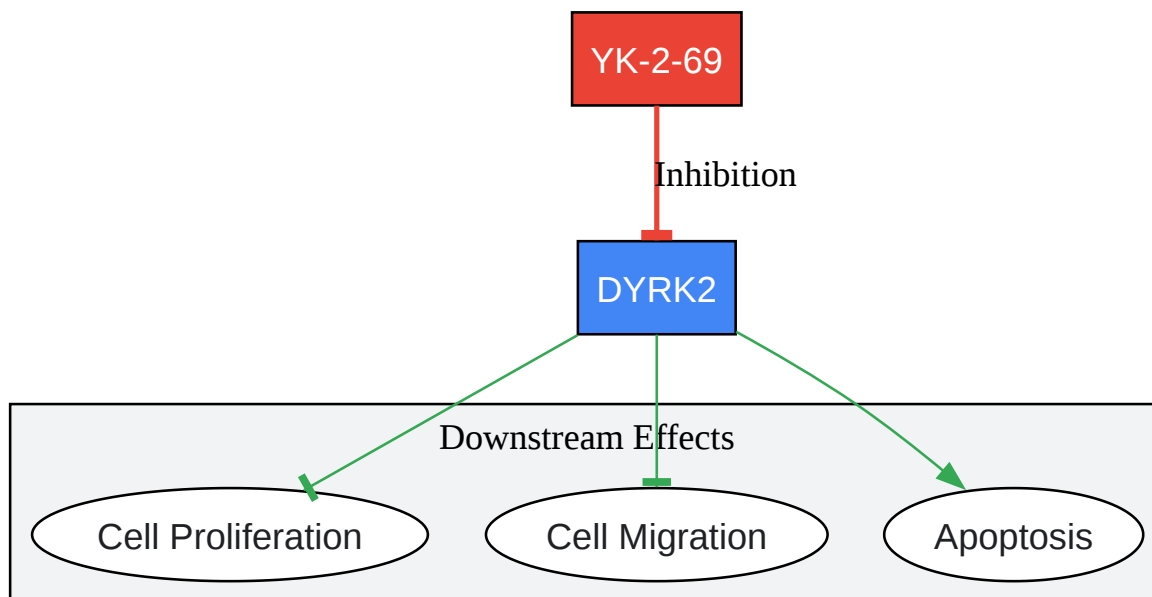 YK-2-69
Inhibition
DYRK2
Downstream Effects
Cell Proliferation
Cell Migration
Apoptosis